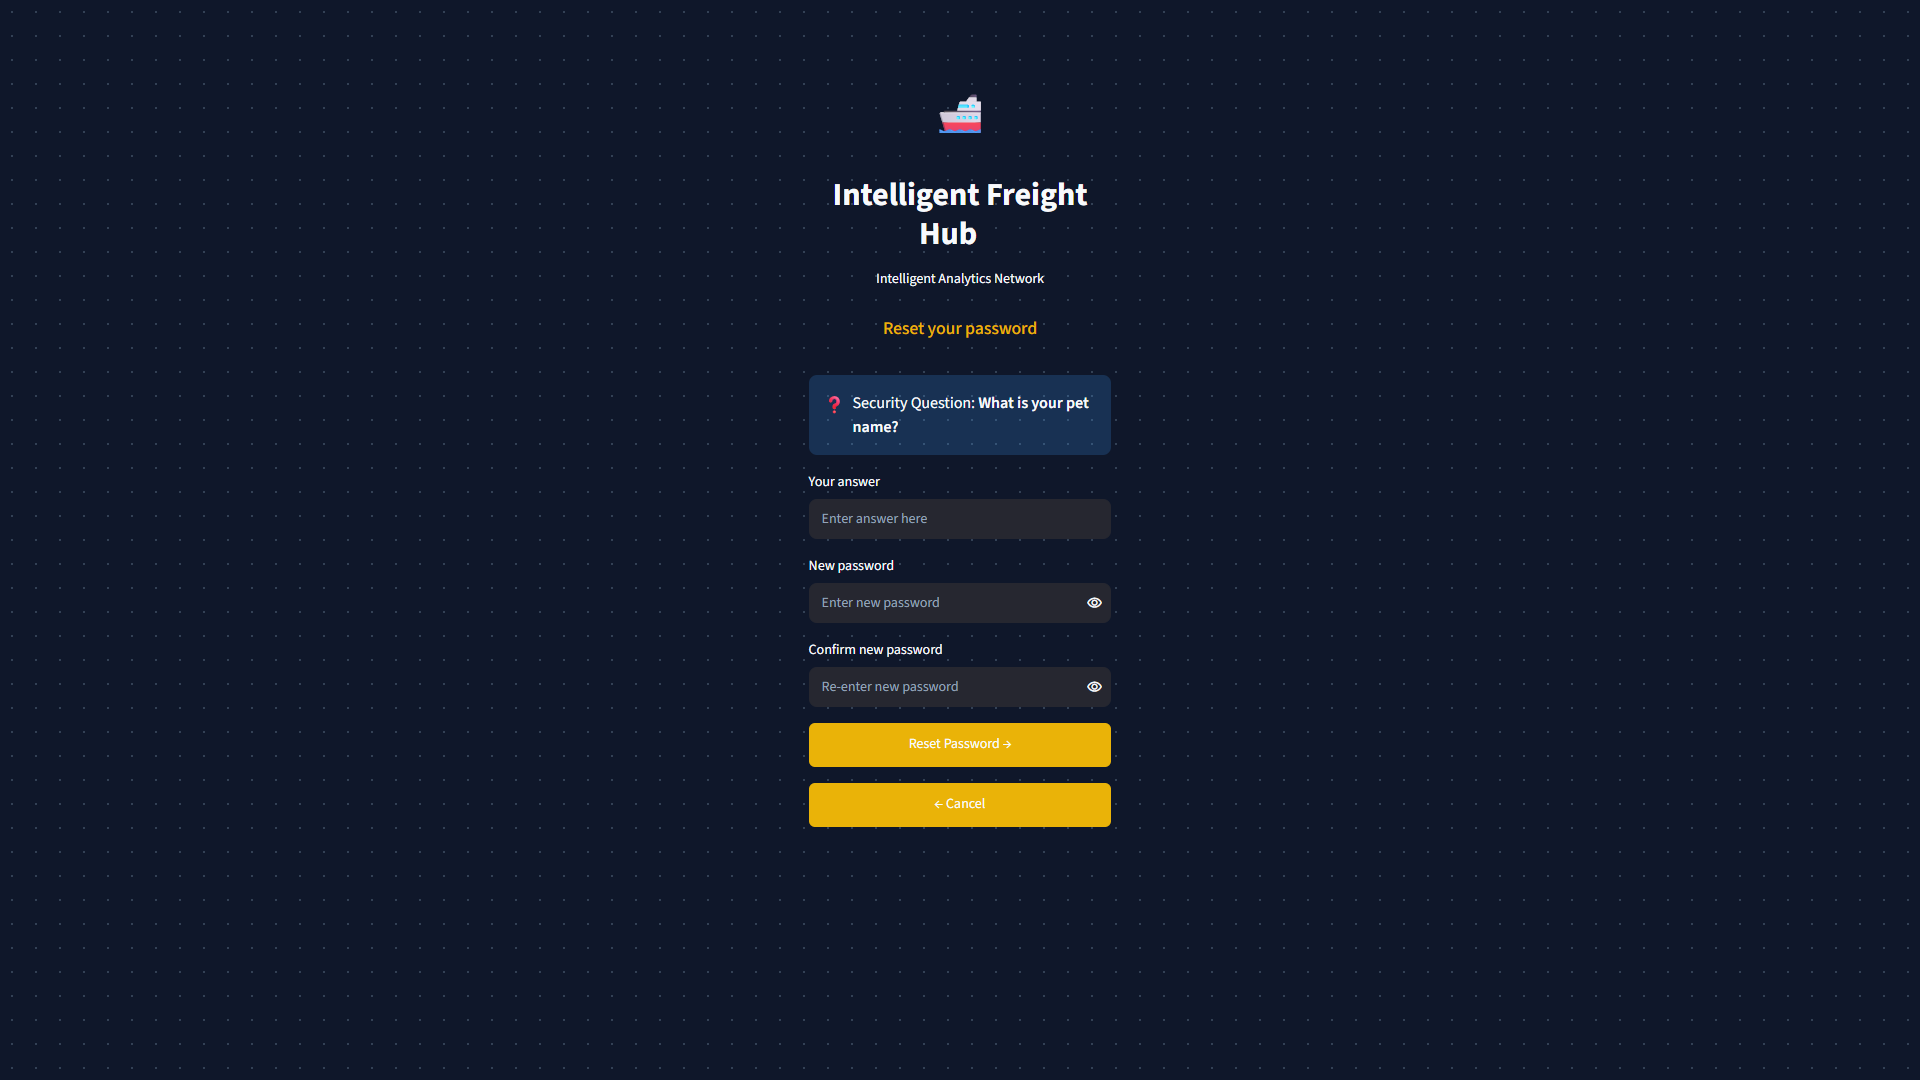 Intelligent Freight
Hub
Intelligent Analytics Network
Reset your password
❓ Security Question: What is your pet
name?
Your answer
Enter answer here
New password
Enter new password
Confirm new password
Re-enter new password
Reset Password →
← Cancel